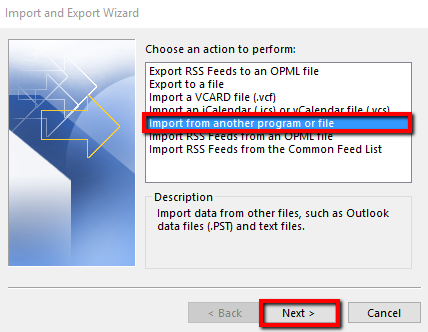 Import and Export Wizard
Choose an action to perform:
Export RSS Feeds to an OPML file
Export to a file
Import a VCARD file (.vcf)
Import an iCalendar (.ics) or vCalendar file (.vcs)
Import from another program or file
Import RSS Feeds from an OPML file
Import RSS Feeds from the Common Feed List
Description
Import data from other files, such as Outlook
data files (.PST) and text files.
< Back
Next >
Cancel